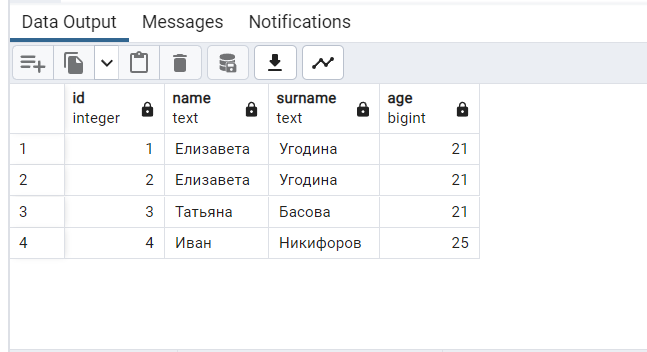 Data Output Messages Notifications
id name surname age
integer text text bigint
1 1 Елизавета Угодина 21
2 2 Елизавета Угодина 21
3 3 Татьяна Басова 21
4 4 Иван Никифоров 25